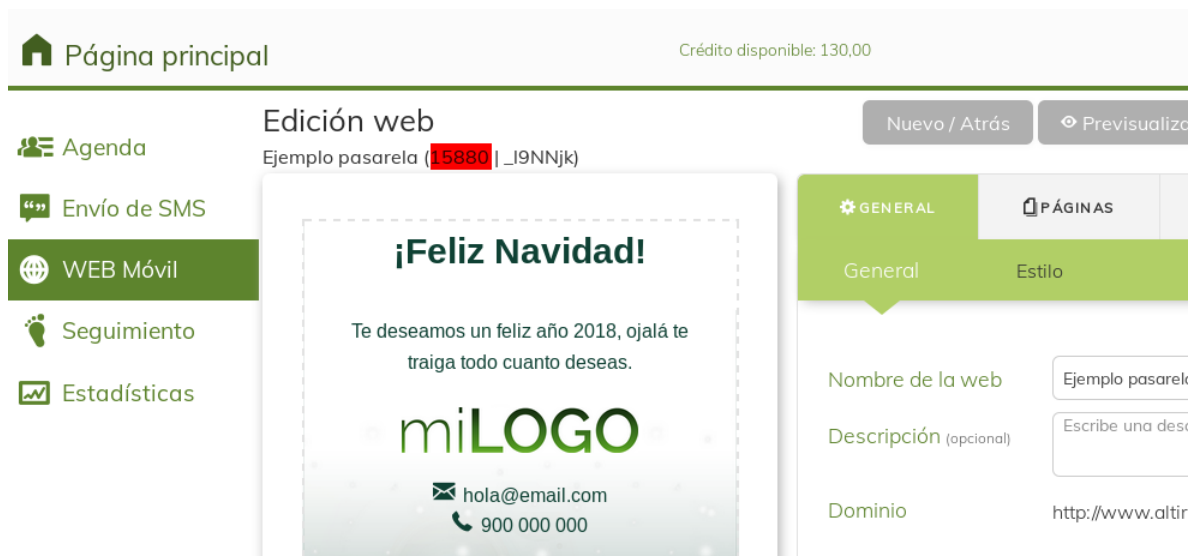 Página principal
Crédito disponible: 130,00
Agenda
Envío de SMS
WEB Móvil
Seguimiento
Estadísticas
Edición web
Ejemplo pasarela (15880 | _I9NNjk)
Nuevo / Atrás
Previsualiza
¡Feliz Navidad!
Te deseamos un feliz año 2018, ojalá te
traiga todo cuanto deseas.
miLOGO
hola@email.com
900 000 000
GENERAL
PÁGINAS
General
Estilo
Nombre de la web
Ejemplo pasarela
Descripción (opcional)
Escribe una desc
Dominio
http://www.altir